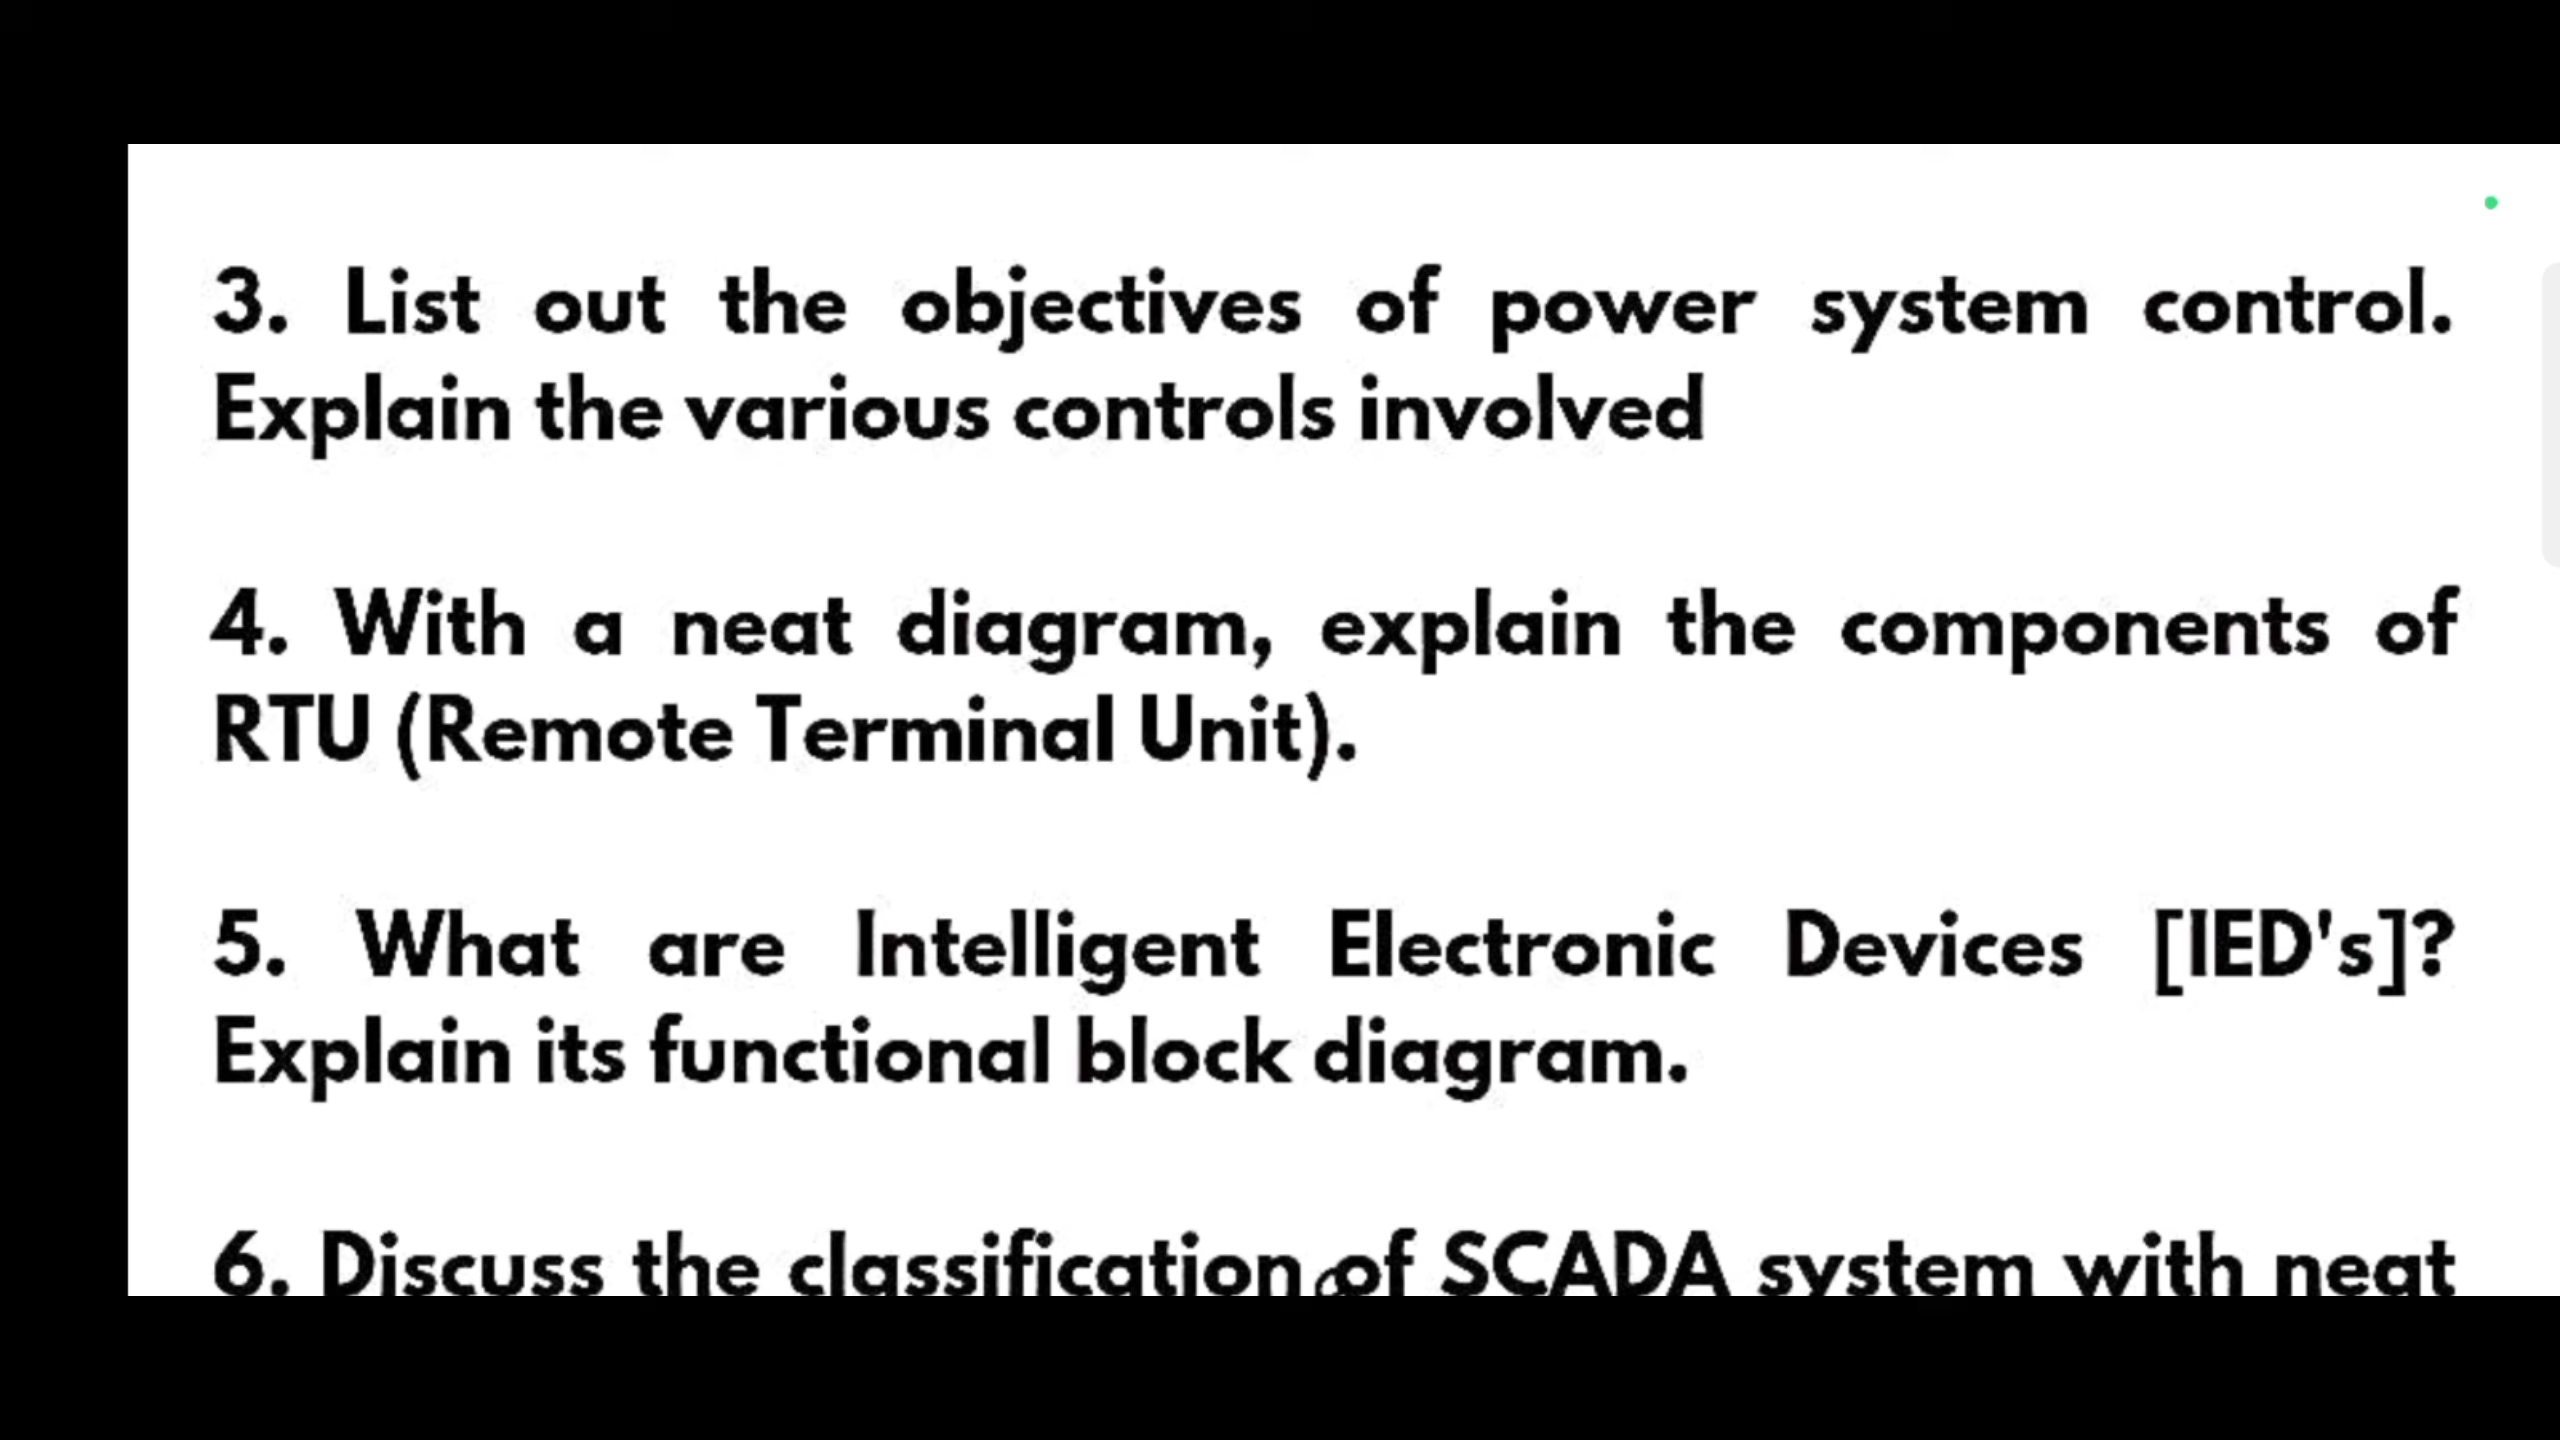 3. List out the objectives of power system control.
Explain the various controls involved
4. With a neat diagram, explain the components of
RTU (Remote Terminal Unit).
5. What are Intelligent Electronic Devices [IED's]?
Explain its functional block diagram.
6. Discuss the classification of SCADA system with neat